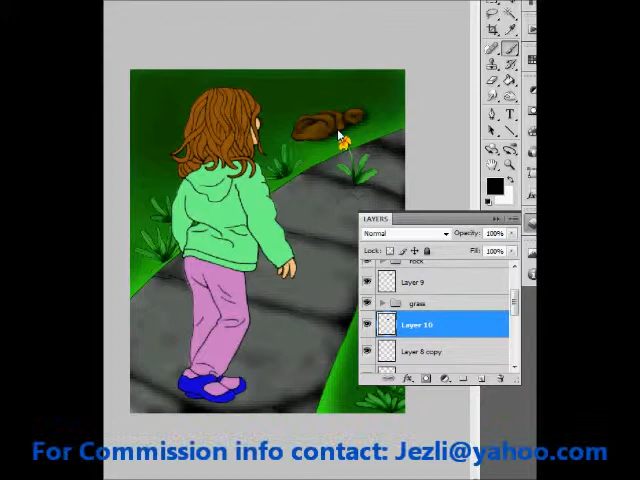 LAYERS
Normal
Opacity: 100%
Lock:
Fill: 100%
rock
Layer 9
grass
Layer 10
Layer 8 copy
For Commission info contact: Jezli@yahoo.com